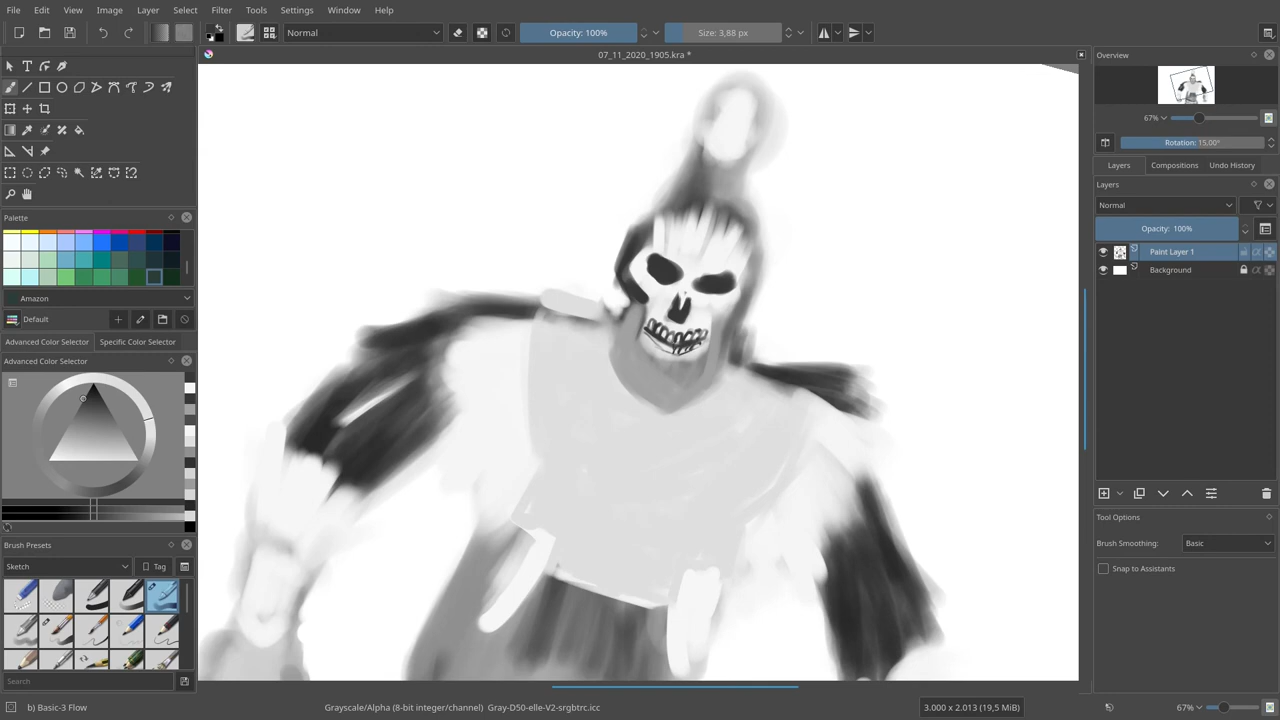 File Edit View Image Layer Select Filter Tools Settings Window Help
Normal Opacity: 100% Size: 3,88 px
07_11_2020_1905.kra *
Palette
Amazon
Default
Advanced Color Selector Specific Color Selector
Advanced Color Selector
Brush Presets
Sketch Tag
Search
b) Basic-3 Flow
Grayscale/Alpha (8-bit integer/channel) Gray-D50-elle-V2-srgbtrc.icc
3.000 x 2.013 (19,5 MiB)
67%
Overview
67%
Rotation: 15,00°
Layers Compositions Undo History
Layers
Normal
Opacity: 100%
Paint Layer 1
Background
Tool Options
Brush Smoothing: Basic
Snap to Assistants